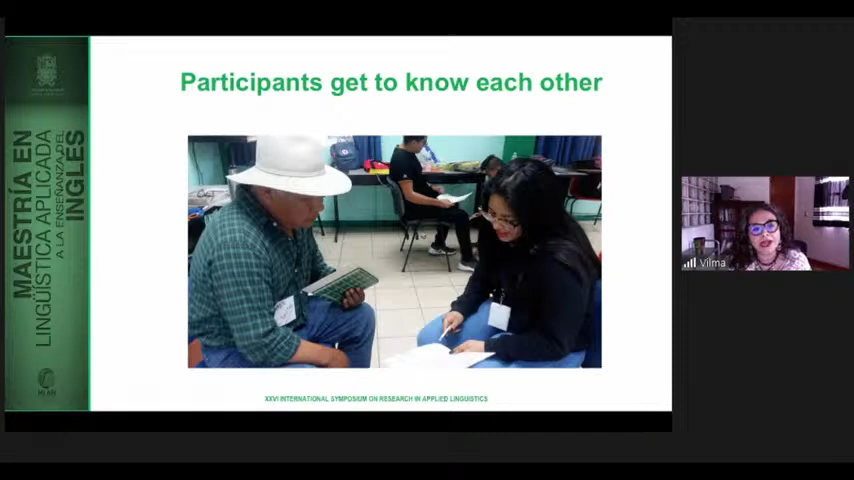 Participants get to know each other
MAESTRÍA EN
LINGÜÍSTICA APLICADA
A LA ENSEÑANZA DEL
INGLÉS
XXVI INTERNATIONAL SYMPOSIUM ON RESEARCH IN APPLIED LINGUISTICS
Vilma